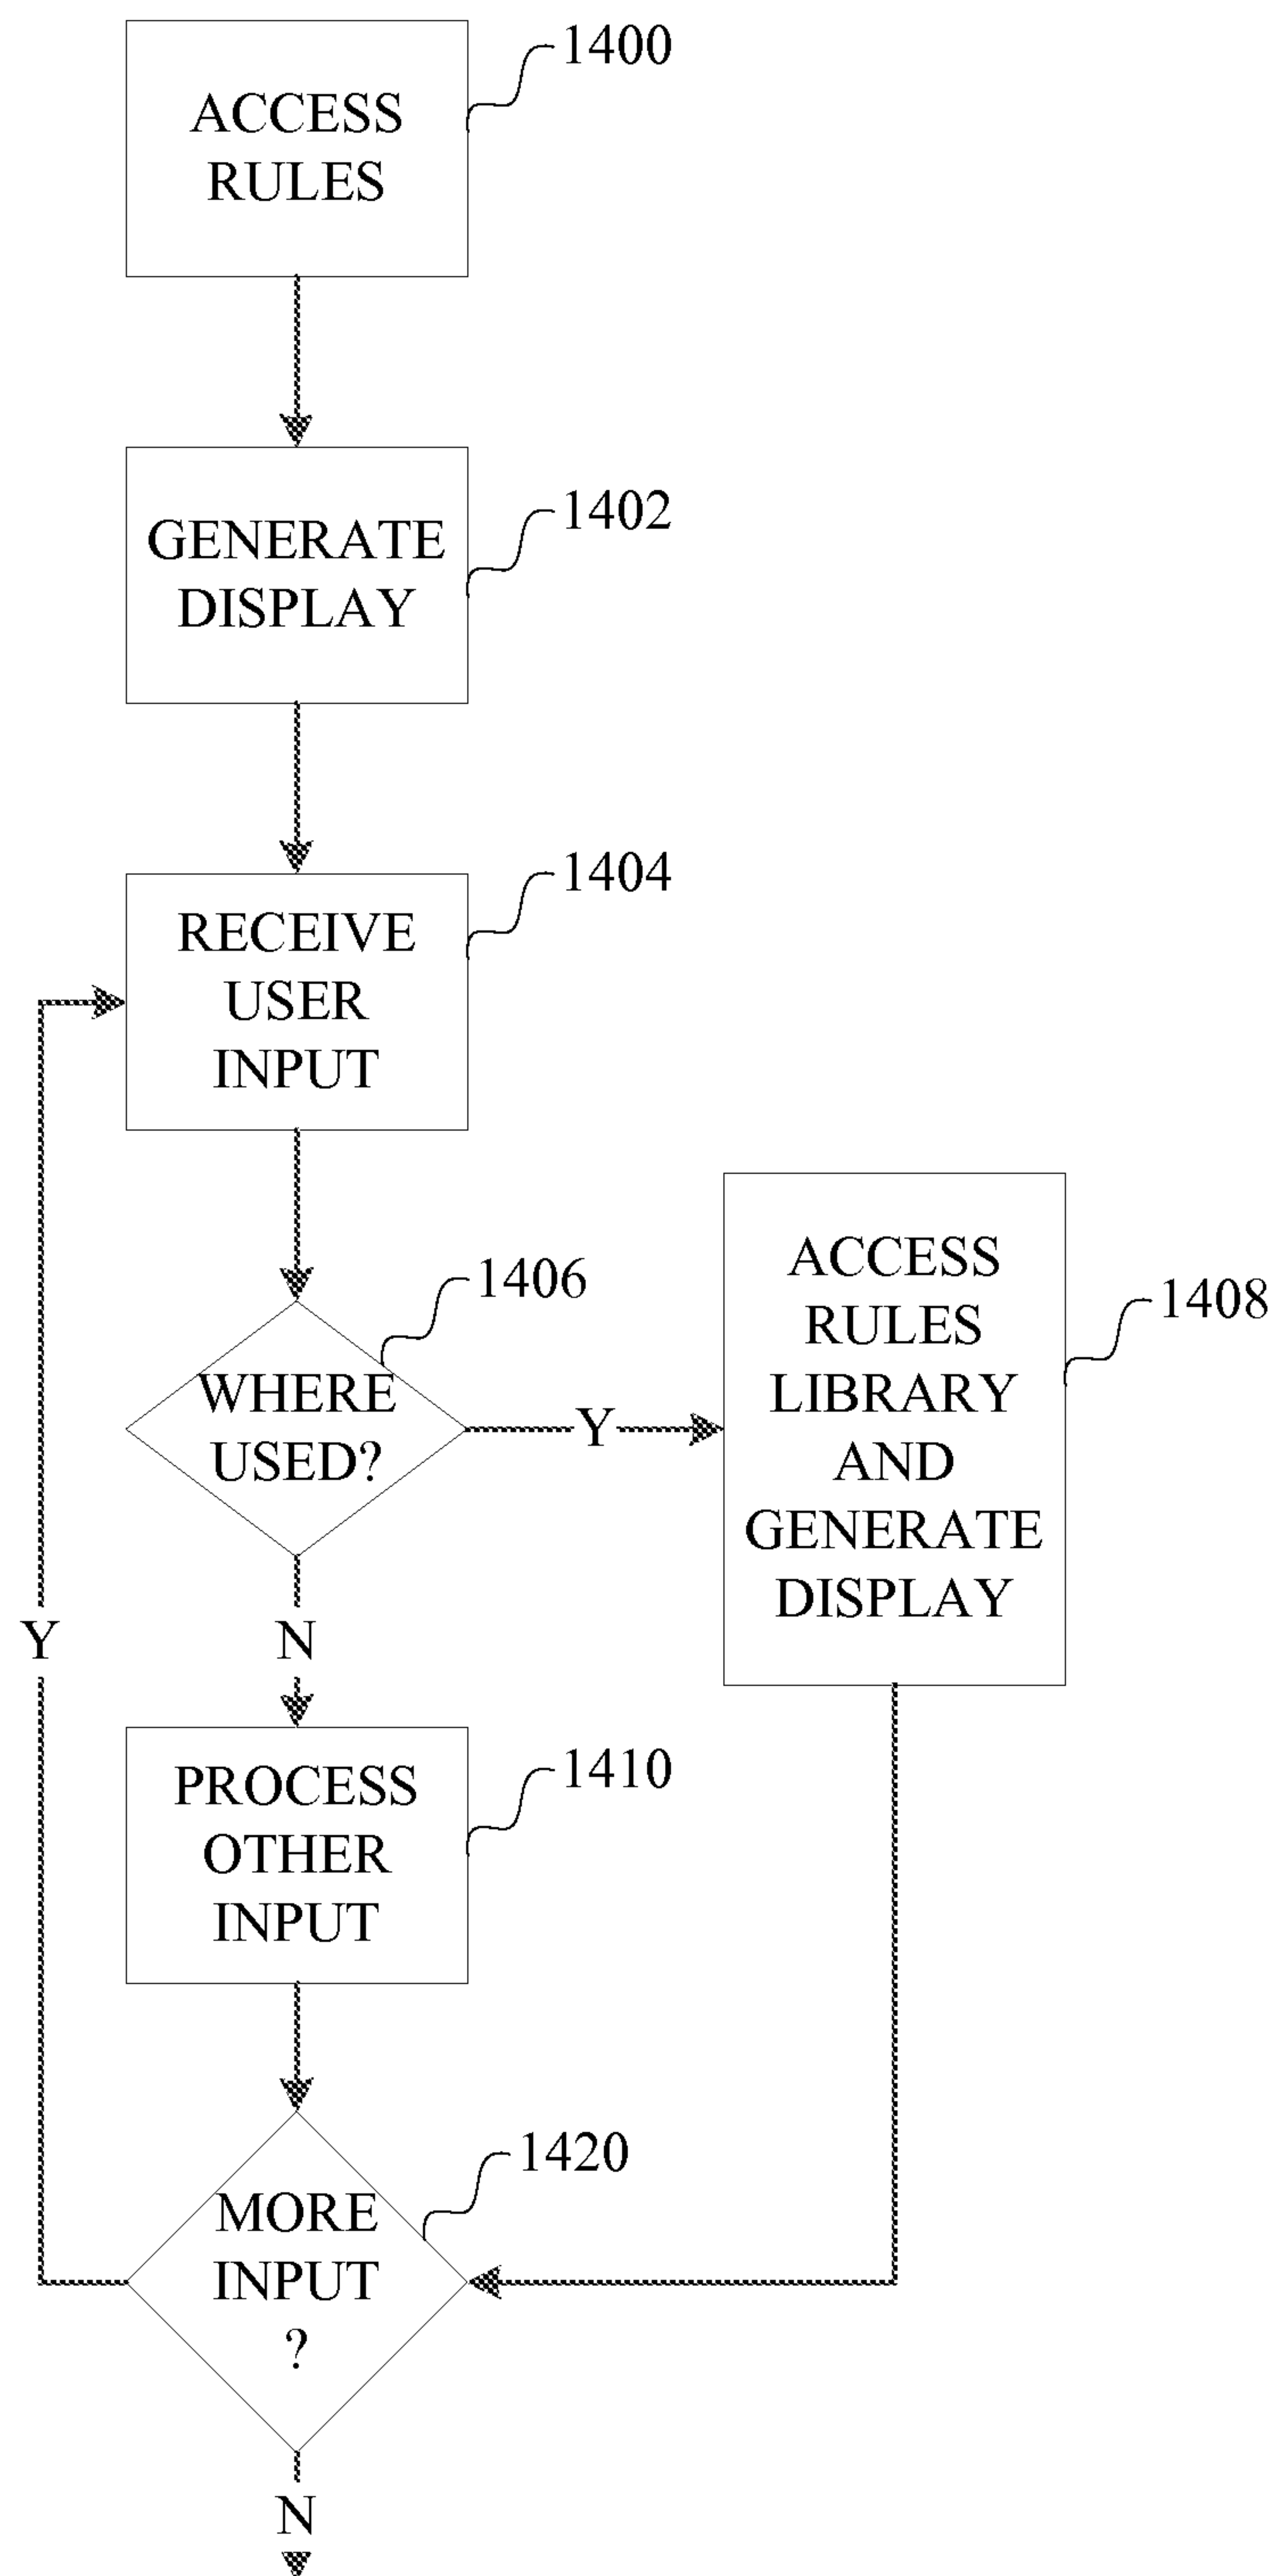 1400
ACCESS
RULES
1402
GENERATE
DISPLAY
1404
RECEIVE
USER
INPUT
1406
WHERE
USED?
Y
1408
ACCESS
RULES
LIBRARY
AND
GENERATE
DISPLAY
Y
N
1410
PROCESS
OTHER
INPUT
1420
MORE
INPUT
?
N